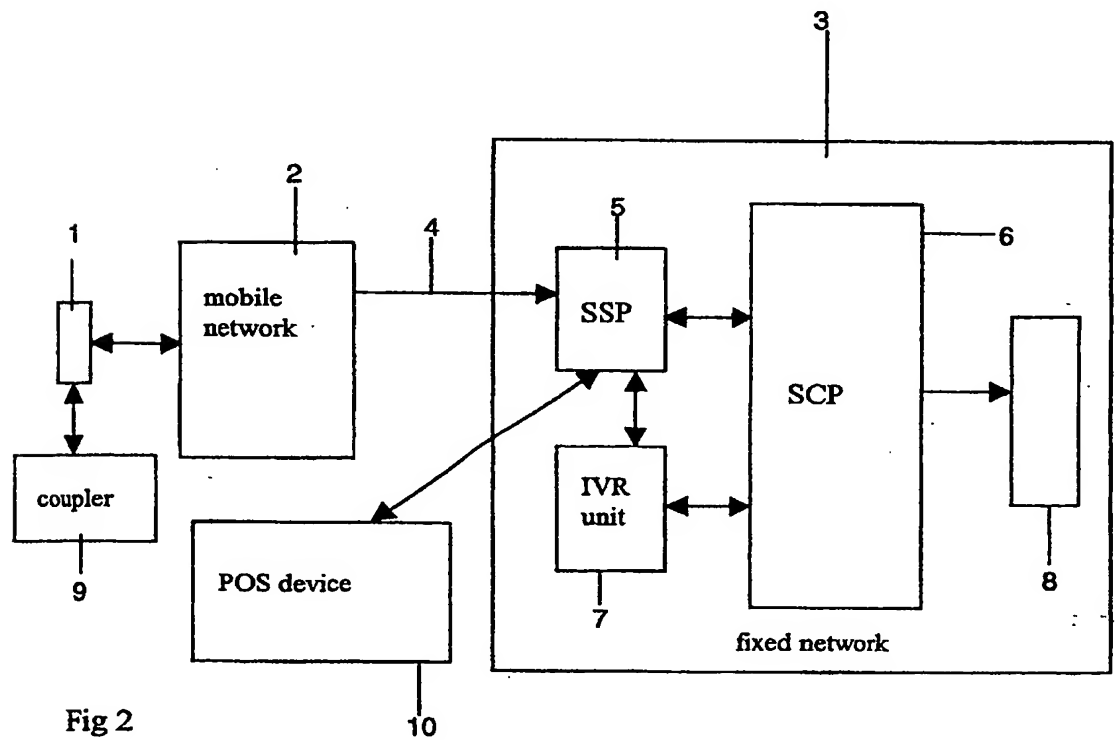 3
2
1
4
5
6
mobile
network
SSP
SCP
coupler
IVR
unit
9
POS device
7
8
fixed network
Fig 2
10